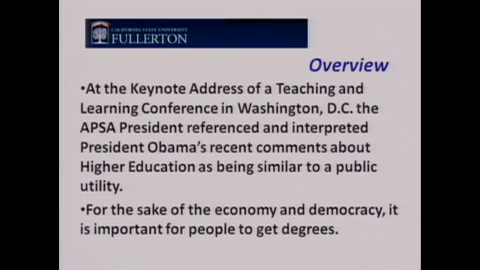 CALIFORNIA STATE UNIVERSITY
FULLERTON
Overview
•At the Keynote Address of a Teaching and
Learning Conference in Washington, D.C. the
APSA President referenced and interpreted
President Obama's recent comments about
Higher Education as being similar to a public
utility.
•For the sake of the economy and democracy, it
is important for people to get degrees.